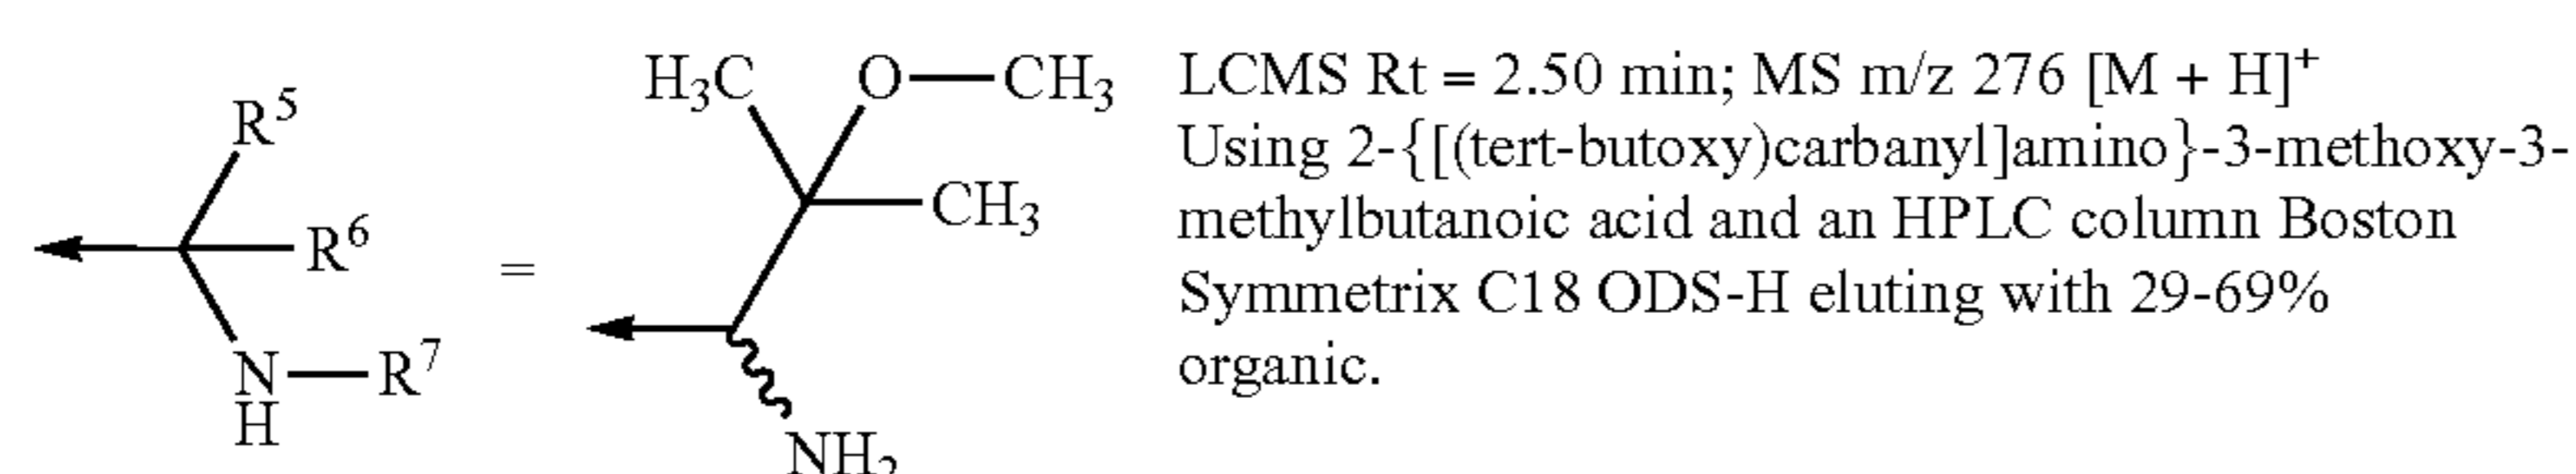 H₃C O—CH₃ LCMS Rt = 2.50 min; MS m/z 276 [M + H]⁺
R⁵ Using 2-{[(tert-butoxy)carbanyl]amino}-3-methoxy-3-
CH₃ methylbutanoic acid and an HPLC column Boston
R⁶ = Symmetrix C18 ODS-H eluting with 29-69%
N—R⁷ organic.
H
NH₂